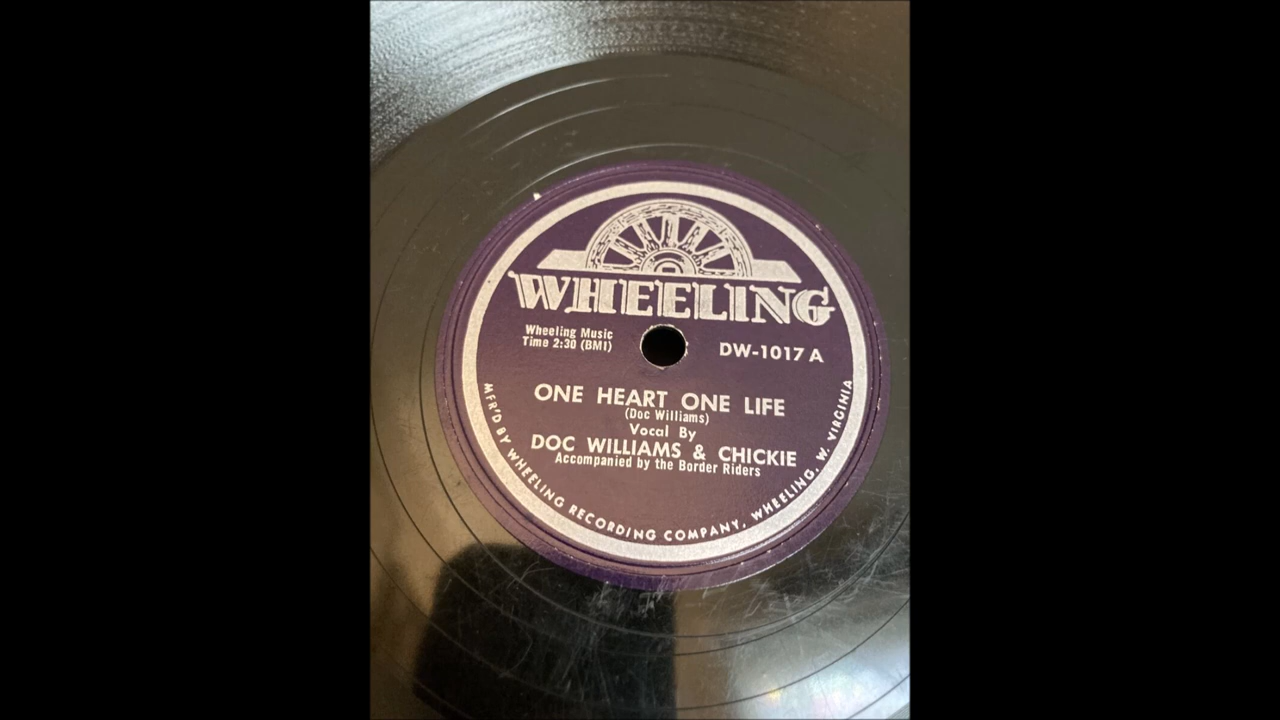 WHEELING
Wheeling Music
Time 2:30 (BMI)
DW-1017 A
ONE HEART ONE LIFE
(Doc Williams)
Vocal By
DOC WILLIAMS & CHICKIE
Accompanied by the Border Riders
MFR'D BY WHEELING RECORDING COMPANY, WHEELING, W. VIRGINIA